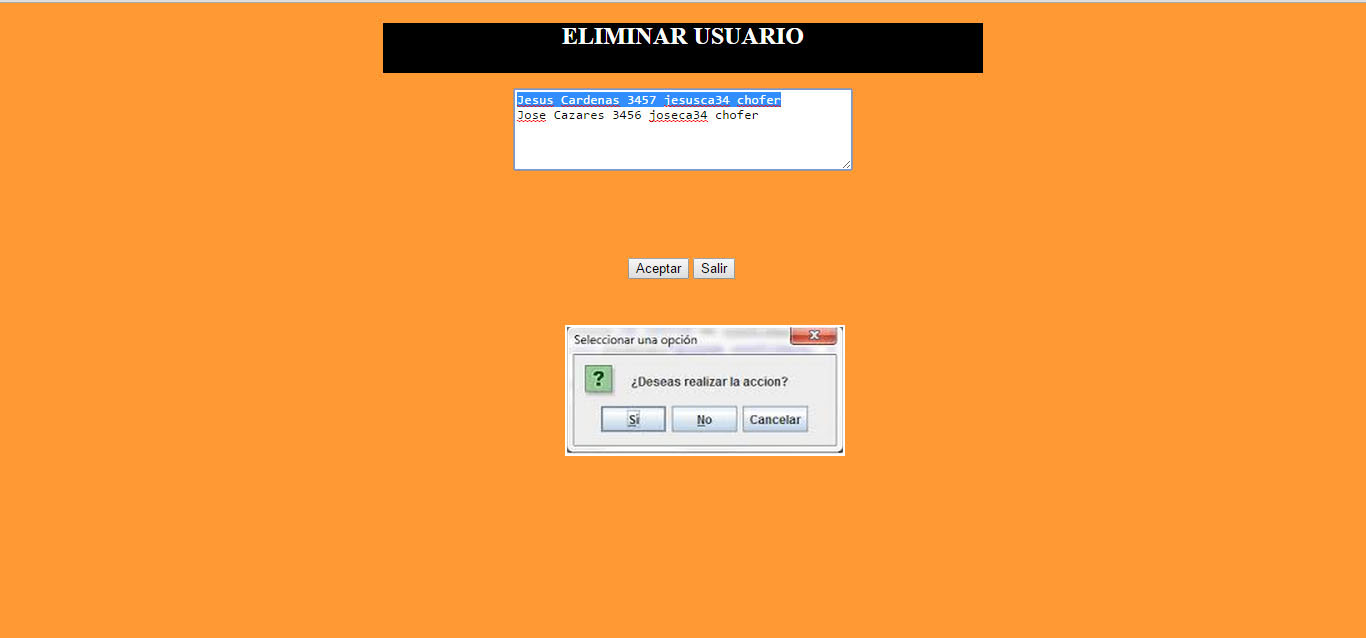 ELIMINAR USUARIO
Jesus Cardenas 3457 jesusca34 chofer
Jose Cazares 3456 joseca34 chofer
Aceptar Salir
Seleccionar una opción
¿Deseas realizar la accion?
Si No Cancelar